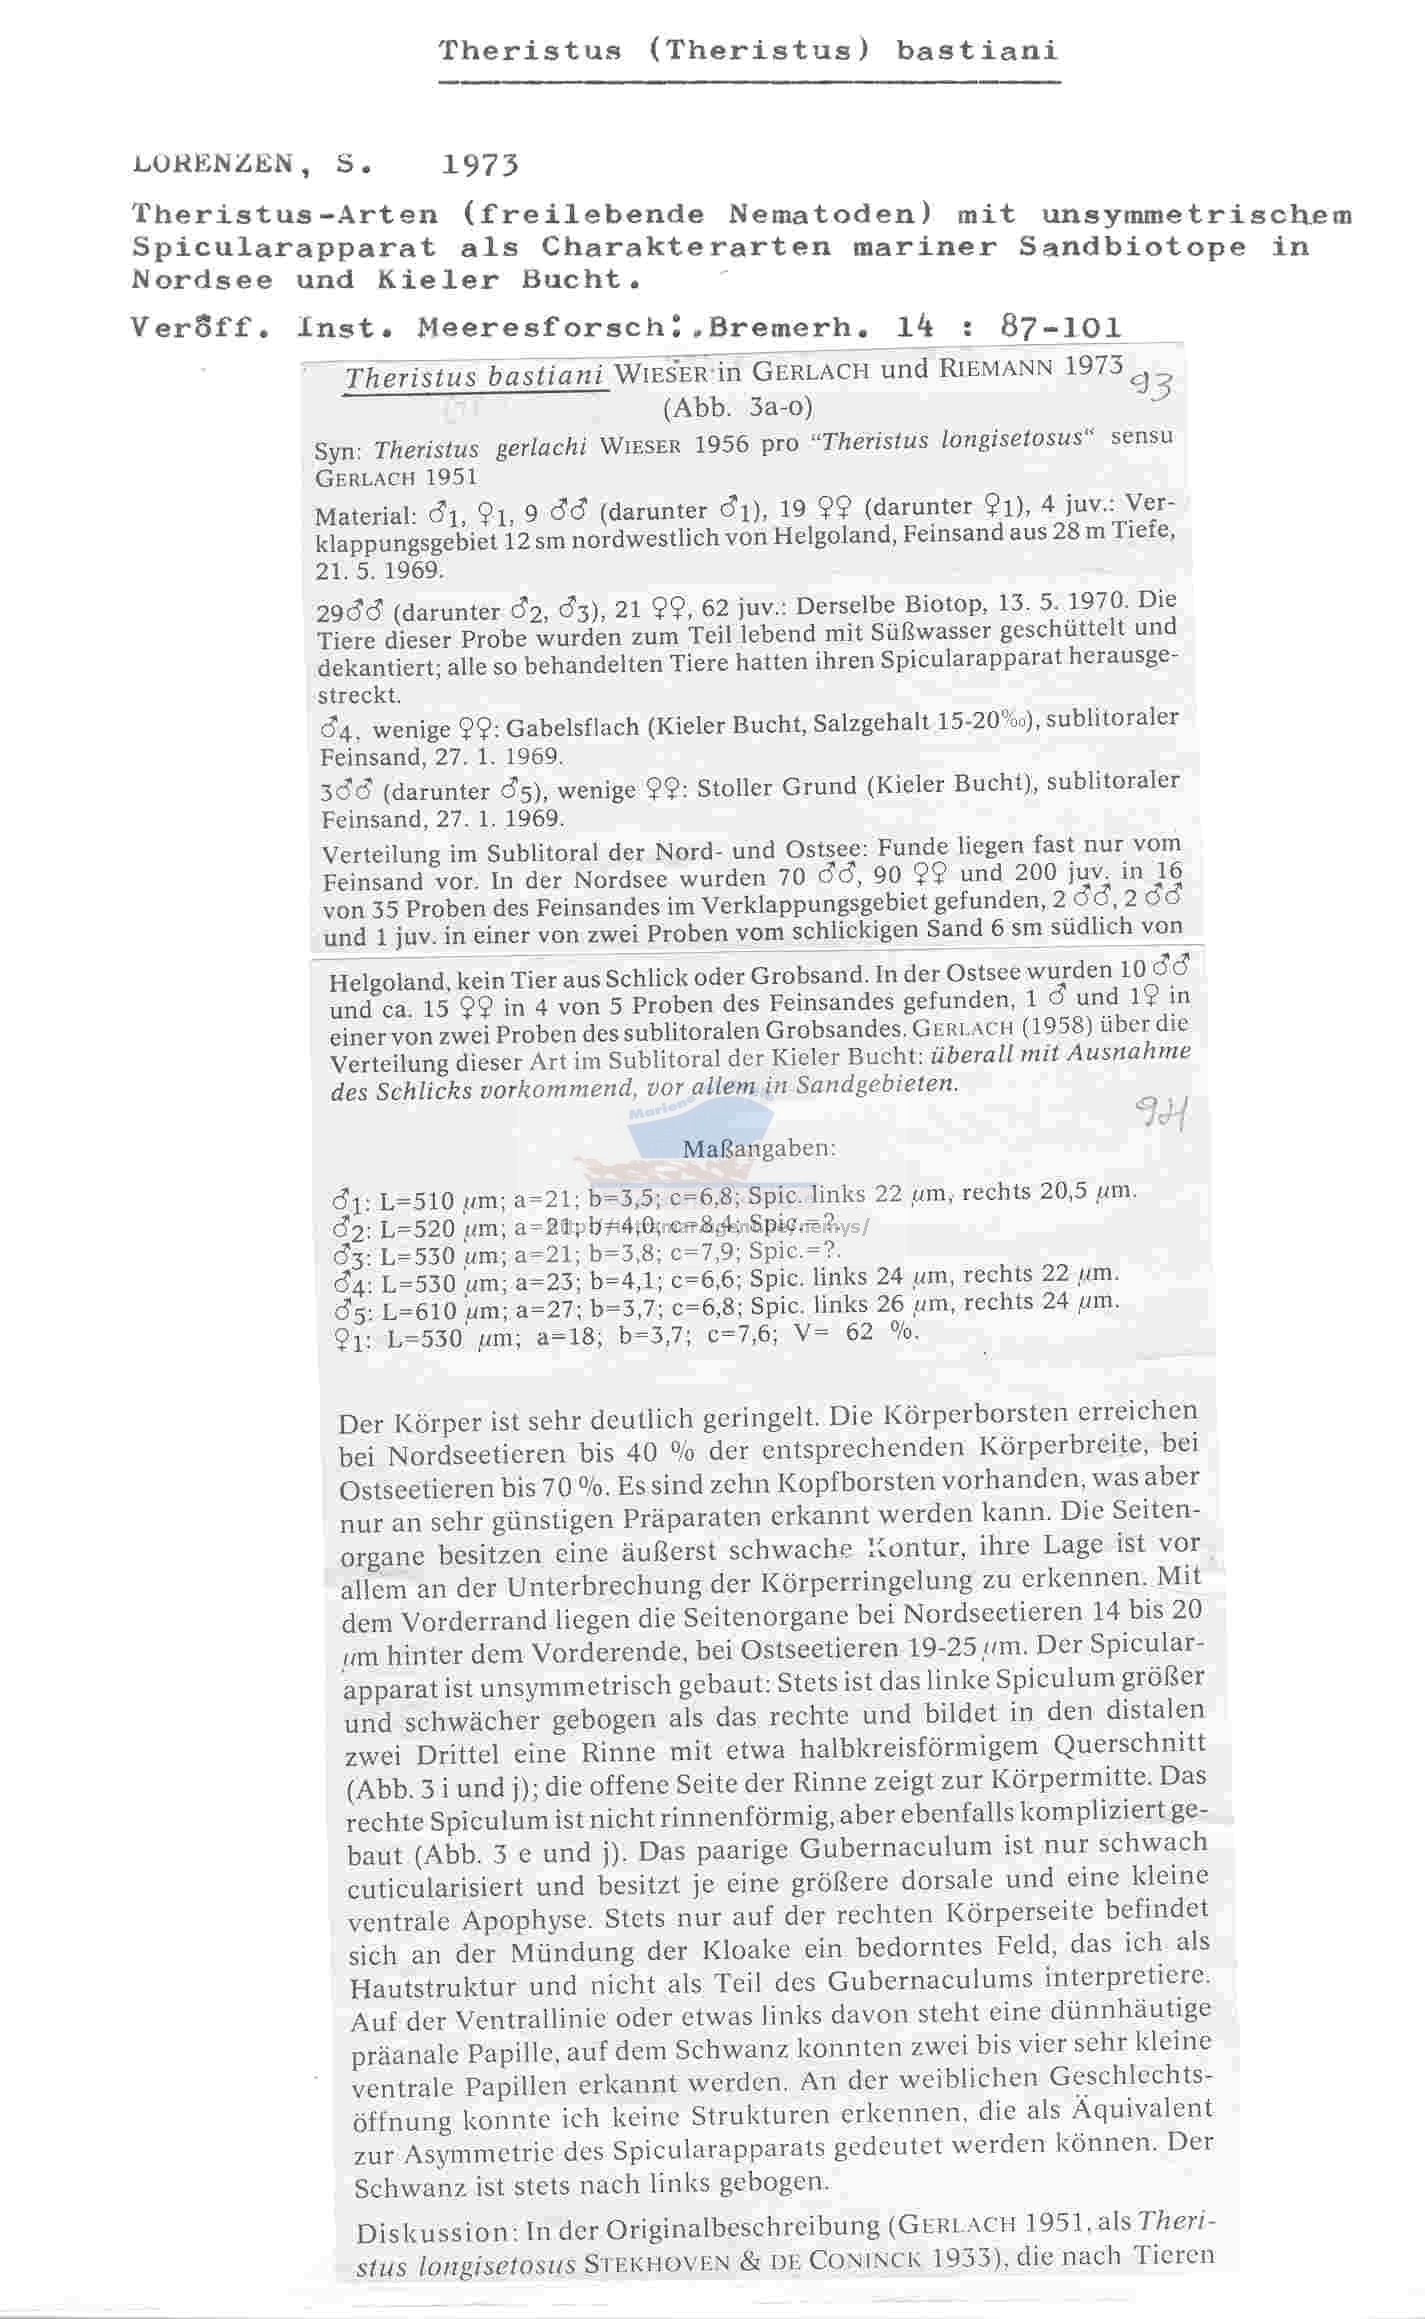 Theristus (Theristus) bastiani
LORENZEN, S. 1973
Theristus-Arten (freilebende Nematoden) mit unsymmetrischem
Spicularapparat als Charakterarten mariner Sandbiotope in
Nordsee und Kieler Bucht.
Veröff. Inst. Meeresforsch. Bremerh. 14 : 87-101
Theristus bastiani WIESER in GERLACH und RIEMANN 1973
93
(Abb. 3a-o)
Syn: Theristus gerlachi WIESER 1956 pro “Theristus longisetosus“ sensu
GERLACH 1951
Material: ♂1, ♀1, 9 ♂♂ (darunter ♂1), 19 ♀♀ (darunter ♀1), 4 juv.: Ver-
klappungsgebiet 12 sm nordwestlich von Helgoland, Feinsand aus 28 m Tiefe,
21. 5. 1969.
29♂♂ (darunter ♂2, ♂3), 21 ♀♀, 62 juv.: Derselbe Biotop, 13. 5. 1970. Die
Tiere dieser Probe wurden zum Teil lebend mit Süßwasser geschüttelt und
dekantiert; alle so behandelten Tiere hatten ihren Spicularapparat herausge-
streckt.
♂4, wenige ♀♀: Gabelsflach (Kieler Bucht, Salzgehalt 15-20‰), sublitoraler
Feinsand, 27. 1. 1969.
3♂♂ (darunter ♂5), wenige ♀♀: Stoller Grund (Kieler Bucht), sublitoraler
Feinsand, 27. 1. 1969.
Verteilung im Sublitoral der Nord- und Ostsee: Funde liegen fast nur vom
Feinsand vor. In der Nordsee wurden 70 ♂♂, 90 ♀♀ und 200 juv. in 16
von 35 Proben des Feinsandes im Verklappungsgebiet gefunden, 2 ♂♂, 2 ♂♂
und 1 juv. in einer von zwei Proben vom schlickigen Sand 6 sm südlich von
Helgoland, kein Tier aus Schlick oder Grobsand. In der Ostsee wurden 10 ♂♂
und ca. 15 ♀♀ in 4 von 5 Proben des Feinsandes gefunden, 1 ♂ und 1♀ in
einer von zwei Proben des sublitoralen Grobsandes. GERLACH (1958) über die
Verteilung dieser Art im Sublitoral der Kieler Bucht: überall mit Ausnahme
des Schlicks vorkommend, vor allem in Sandgebieten.
94
Maßangaben:
♂1: L=510 µm; a=21; b=3,5; c=6,8; Spic. links 22 µm, rechts 20,5 µm.
♂2: L=520 µm; a=21; b=4,0; c=8,4; Spic.=?.
♂3: L=530 µm; a=21; b=3,8; c=7,9; Spic.=?.
♂4: L=530 µm; a=23; b=4,1; c=6,6; Spic. links 24 µm, rechts 22 µm.
♂5: L=610 µm; a=27; b=3,7; c=6,8; Spic. links 26 µm, rechts 24 µm.
♀1: L=530 µm; a=18; b=3,7; c=7,6; V= 62 %.
Der Körper ist sehr deutlich geringelt. Die Körperborsten erreichen
bei Nordseetieren bis 40 % der entsprechenden Körperbreite, bei
Ostseetieren bis 70 %. Es sind zehn Kopfborsten vorhanden, was aber
nur an sehr günstigen Präparaten erkannt werden kann. Die Seiten-
organe besitzen eine äußerst schwache Kontur, ihre Lage ist vor
allem an der Unterbrechung der Körperringelung zu erkennen. Mit
dem Vorderrand liegen die Seitenorgane bei Nordseetieren 14 bis 20
µm hinter dem Vorderende, bei Ostseetieren 19-25 µm. Der Spicular-
apparat ist unsymmetrisch gebaut: Stets ist das linke Spiculum größer
und schwächer gebogen als das rechte und bildet in den distalen
zwei Drittel eine Rinne mit etwa halbkreisförmigem Querschnitt
(Abb. 3 i und j); die offene Seite der Rinne zeigt zur Körpermitte. Das
rechte Spiculum ist nicht rinnenförmig, aber ebenfalls kompliziert ge-
baut (Abb. 3 e und j). Das paarige Gubernaculum ist nur schwach
cuticularisiert und besitzt je eine größere dorsale und eine kleine
ventrale Apophyse. Stets nur auf der rechten Körperseite befindet
sich an der Mündung der Kloake ein bedorntes Feld, das ich als
Hautstruktur und nicht als Teil des Gubernaculums interpretiere.
Auf der Ventrallinie oder etwas links davon steht eine dünnhäutige
präanale Papille, auf dem Schwanz konnten zwei bis vier sehr kleine
ventrale Papillen erkannt werden. An der weiblichen Geschlechts-
öffnung konnte ich keine Strukturen erkennen, die als Äquivalent
zur Asymmetrie des Spicularapparats gedeutet werden können. Der
Schwanz ist stets nach links gebogen.
Diskussion: In der Originalbeschreibung (GERLACH 1951, als Theri-
stus longisetosus STEKHOVEN & DE CONINCK 1933), die nach Tieren